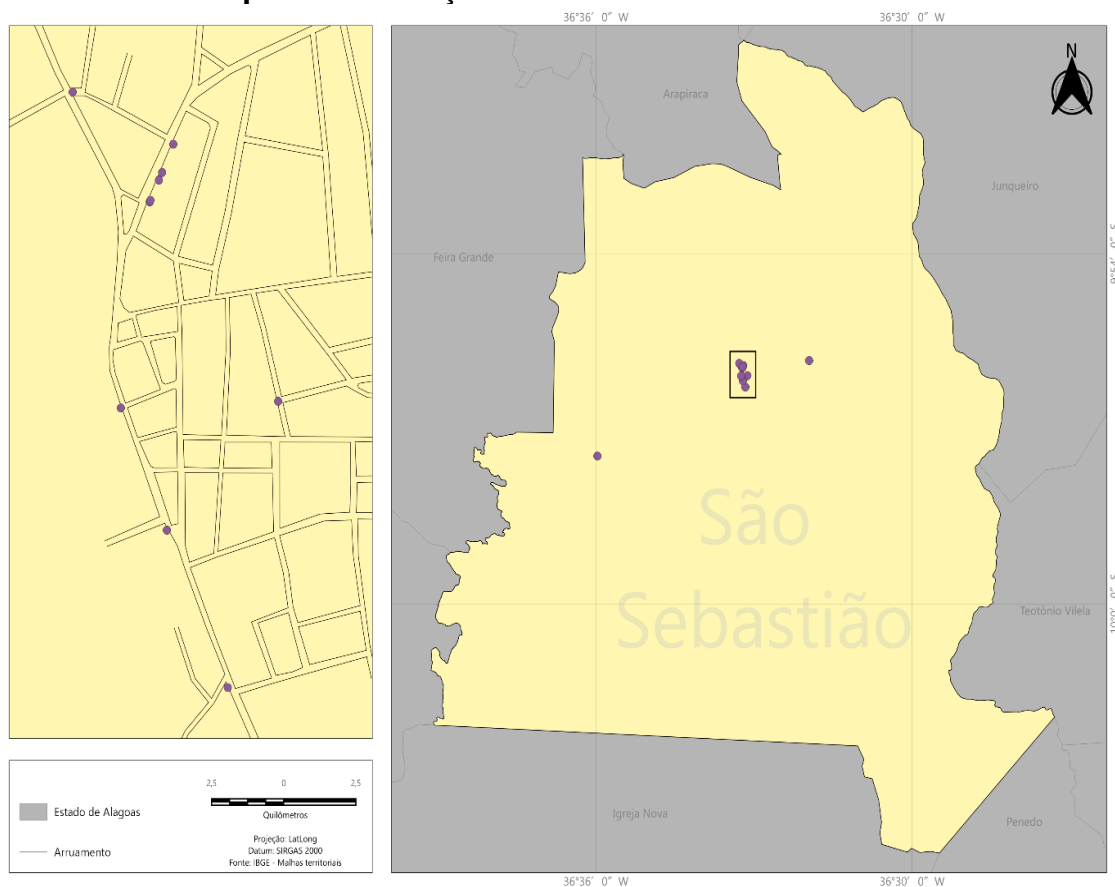 36°36' 0" W
36°30' 0" W
N
Arapiraca
Junqueiro
Feira Grande
São
Sebastião
Teotônio Vilela
Igreja Nova
Penedo
36°36' 0" W
36°30' 0" W
2,5 0 2,5
Quilômetros
Estado de Alagoas
Arruamento
Projeção: LatLong
Datum: SIRGAS 2000
Fonte: IBGE - Malhas territoriais